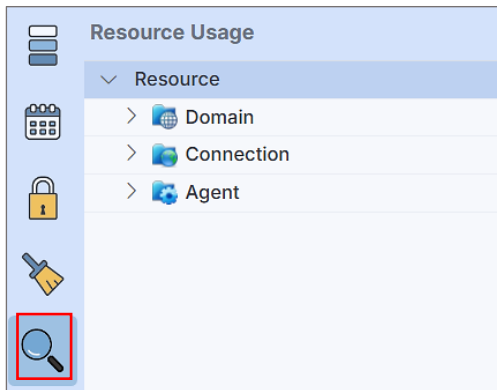 Resource Usage
Resource
Domain
Connection
Agent